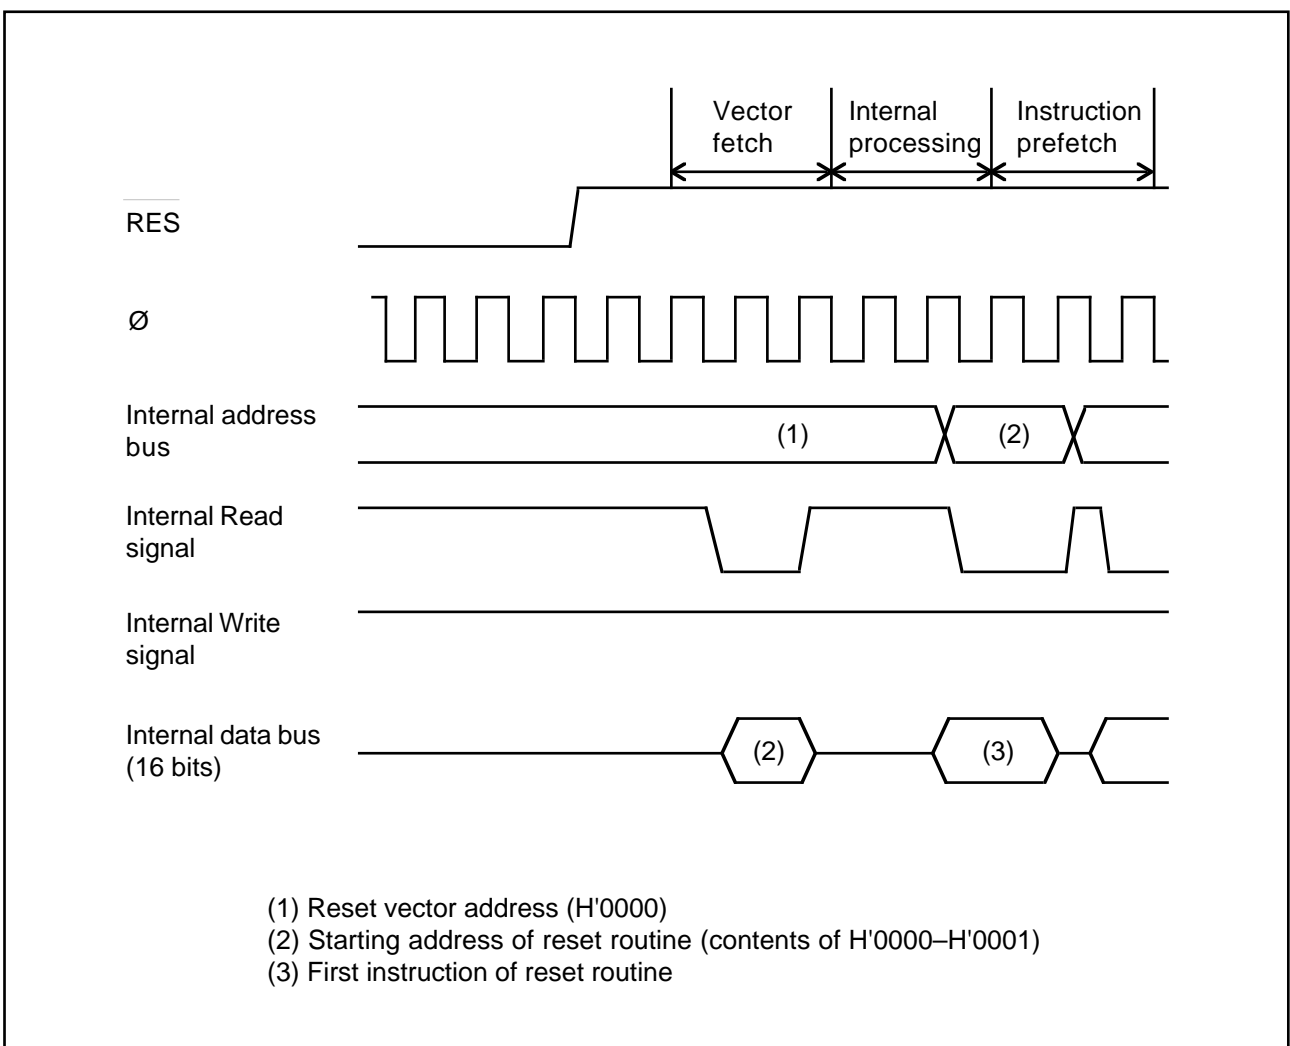 Vector
fetch
Internal
processing
Instruction
prefetch
RES
Ø
Internal address
bus
(1)
(2)
Internal Read
signal
Internal Write
signal
Internal data bus
(16 bits)
(2)
(3)
(1) Reset vector address (H'0000)
(2) Starting address of reset routine (contents of H'0000–H'0001)
(3) First instruction of reset routine